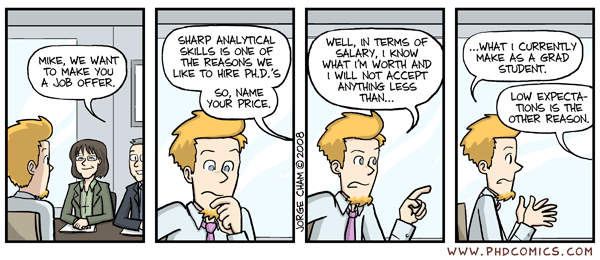 MIKE, WE WANT
TO MAKE YOU
A JOB OFFER.
SHARP ANALYTICAL
SKILLS IS ONE OF
THE REASONS WE
LIKE TO HIRE PH.D.'S
SO, NAME
YOUR PRICE.
JORGE CHAM © 2008
WELL, IN TERMS OF
SALARY, I KNOW
WHAT I'M WORTH AND
I WILL NOT ACCEPT
ANYTHING LESS
THAN...
...WHAT I CURRENTLY
MAKE AS A GRAD
STUDENT.
LOW EXPECTA-
TIONS IS THE
OTHER REASON.
WWW.PHDCOMICS.COM